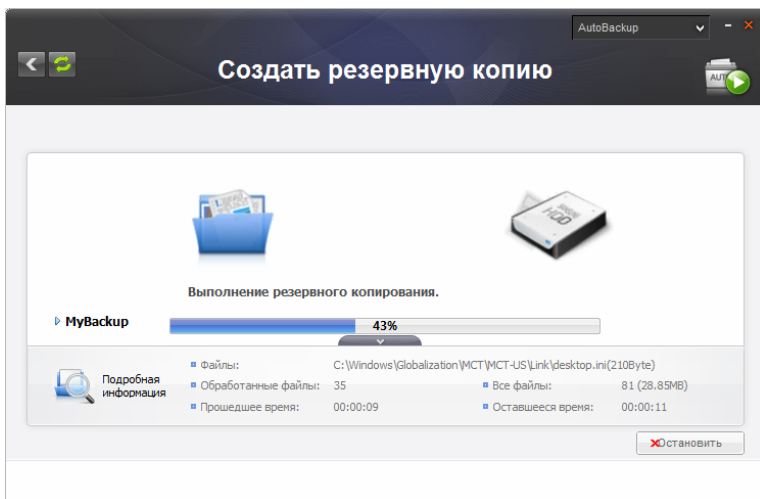 AutoBackup
Создать резервную копию
AUTO
SAMSUNG
HDD
Выполнение резервного копирования.
MyBackup
43%
Подробная
информация
Файлы: C:\Windows\Globalization\MCT\MCT-US\Link\desktop.ini(210Byte)
Обработанные файлы: 35 Все файлы: 81 (28.85MB)
Прошедшее время: 00:00:09 Оставшееся время: 00:00:11
Остановить